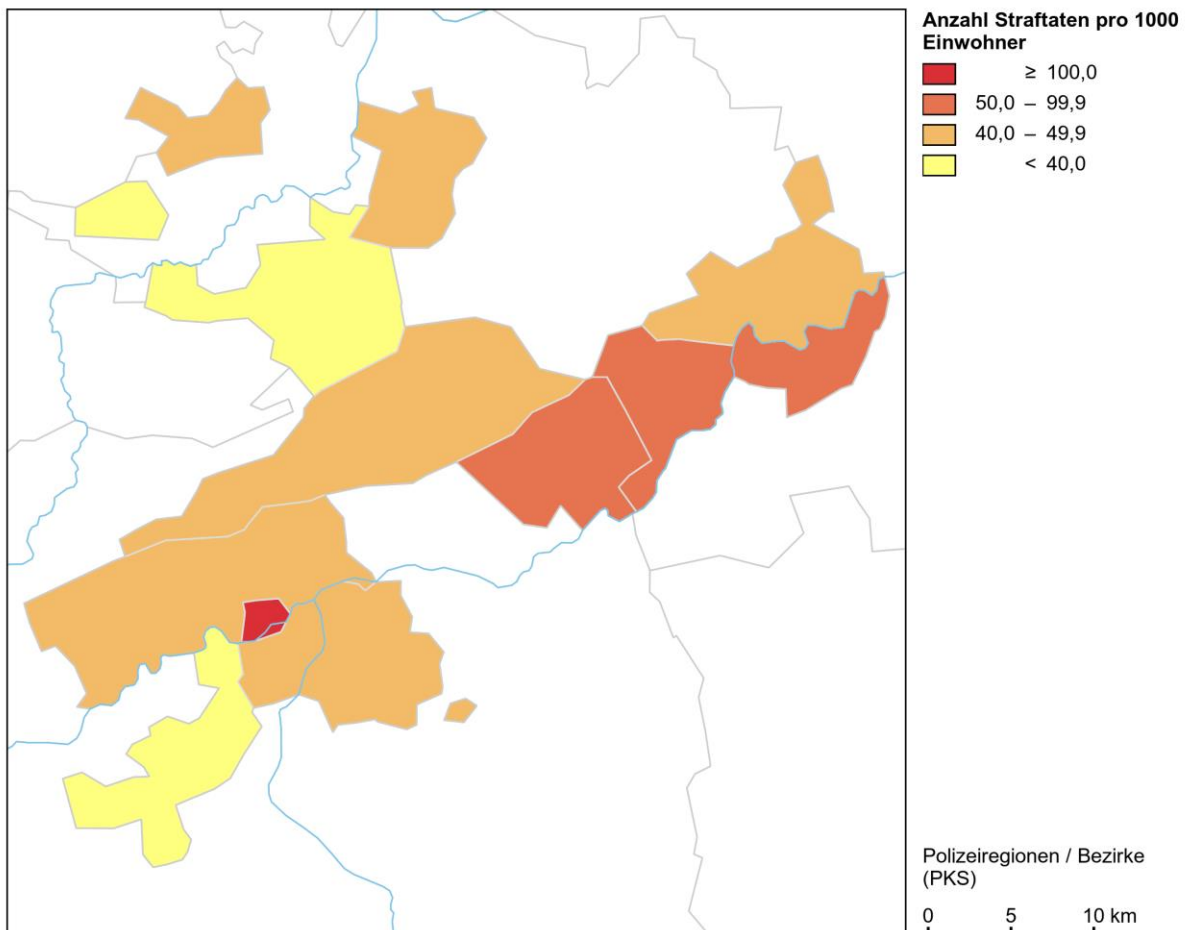 Anzahl Straftaten pro 1000
Einwohner
≥ 100,0
50,0 – 99,9
40,0 – 49,9
< 40,0
Polizeiregionen / Bezirke
(PKS)
0 5 10 km